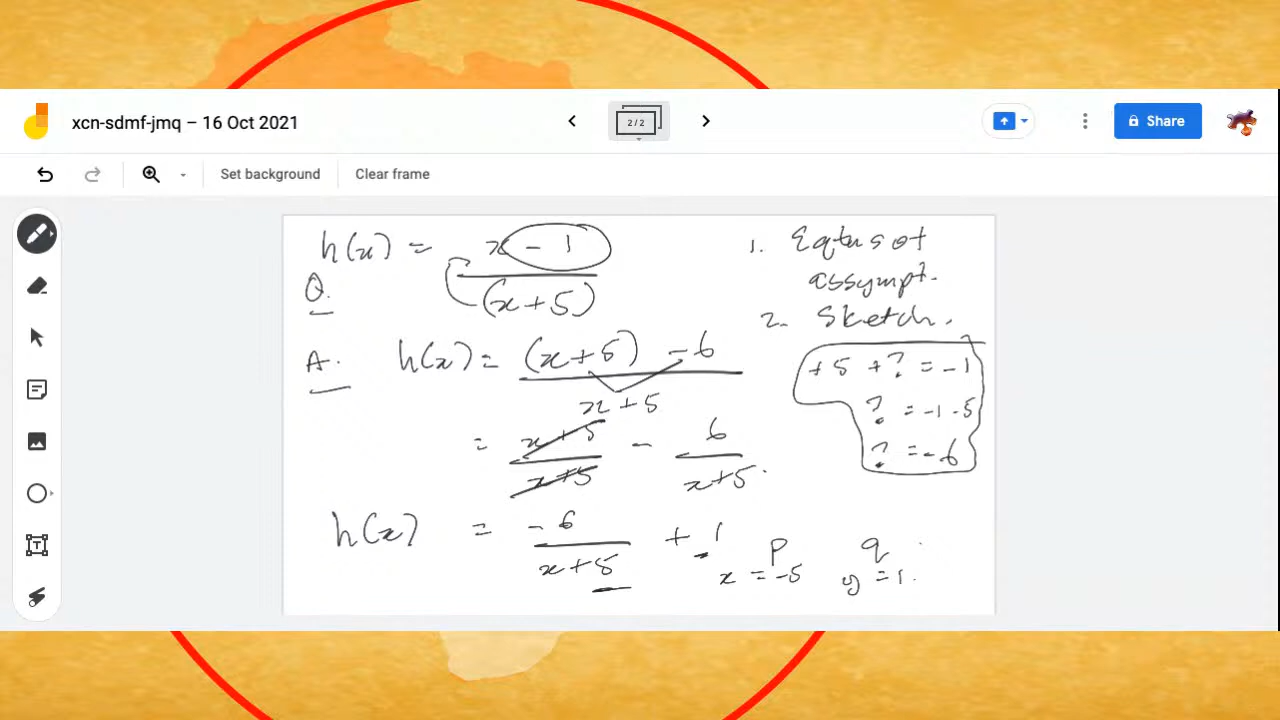 xcn-sdmf-jmq – 16 Oct 2021
2 / 2
Share
Set background
Clear frame
h(x) = x - 1
(x+5)
Q.
1. Eqtns of
assympt.
2. Sketch.
A. h(x) = (x+5) - 6
x+5
+5 +? = -1
? = -1 -5
? = -6
= x+5 - 6
x+5 x+5.
h(x) = -6 + 1
x+5
p q
x = -5 y = 1.